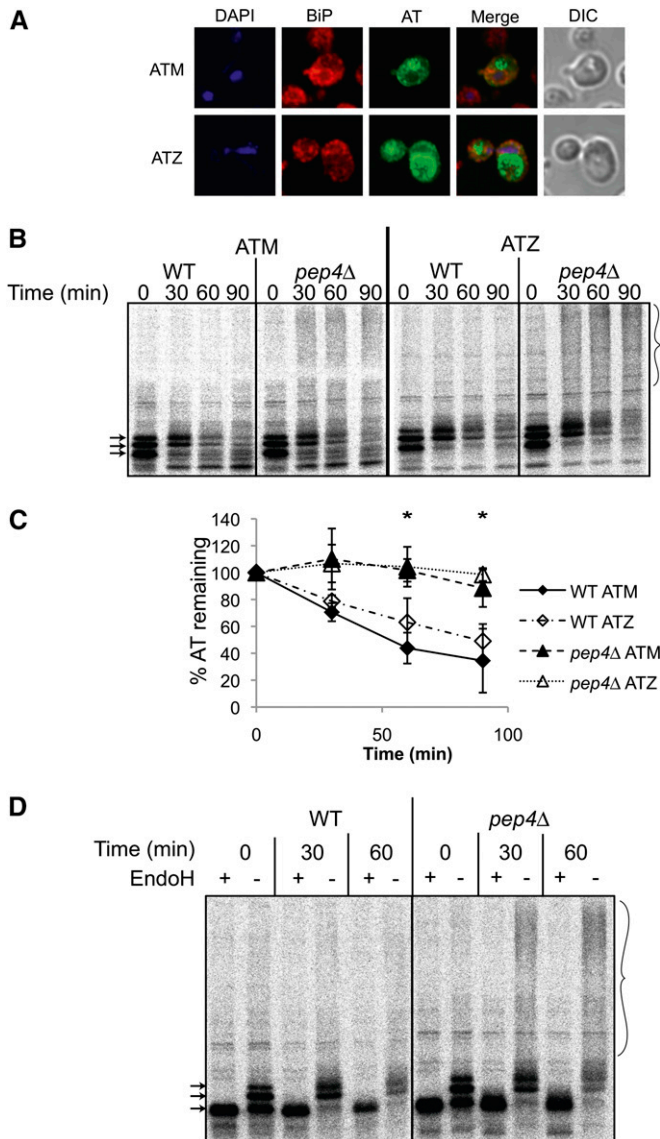 A
DAPI BiP AT Merge DIC
ATM
ATZ
B
ATM ATZ
WT pep4Δ WT pep4Δ
Time (min) 0 30 60 90 0 30 60 90 0 30 60 90 0 30 60 90
C
* *
% AT remaining
140
120
100
80
60
40
20
0
0 50 100
Time (min)
WT ATM
WT ATZ
pep4Δ ATM
pep4Δ ATZ
D
WT pep4Δ
Time (min) 0 30 60 0 30 60
EndoH + - + - + - + - + - + -